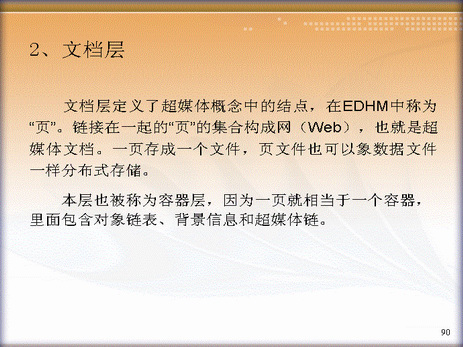 2、文档层
文档层定义了超媒体概念中的结点，在EDHM中称为
“页”。链接在一起的“页”的集合构成网（Web），也就是超
媒体文档。一页存成一个文件，页文件也可以象数据文件
一样分布式存储。
本层也被称为容器层，因为一页就相当于一个容器，
里面包含对象链表、背景信息和超媒体链。
90